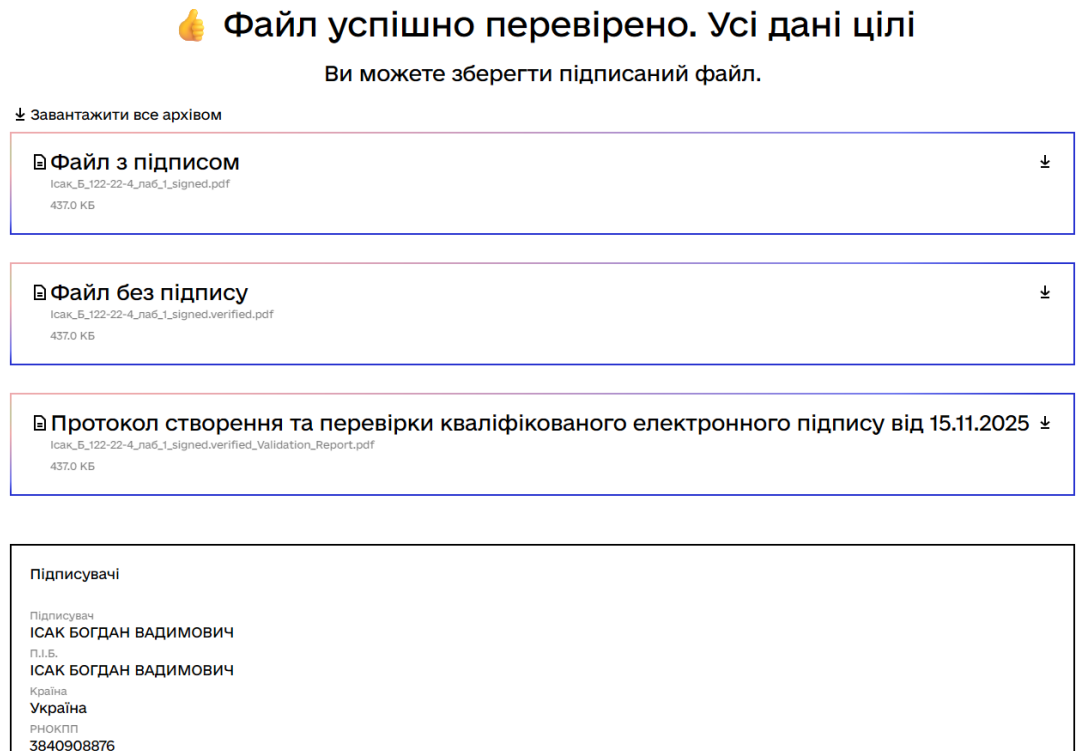 👍 Файл успішно перевірено. Усі дані цілі
Ви можете зберегти підписаний файл.
Завантажити все архівом
Файл з підписом
Ісак_Б_122-22-4_лаб_1_signed.pdf
437.0 КБ
Файл без підпису
Ісак_Б_122-22-4_лаб_1_signed.verified.pdf
437.0 КБ
Протокол створення та перевірки кваліфікованого електронного підпису від 15.11.2025
Ісак_Б_122-22-4_лаб_1_signed.verified_Validation_Report.pdf
437.0 КБ
Підписувачі
Підписувач
ІСАК БОГДАН ВАДИМОВИЧ
П.І.Б.
ІСАК БОГДАН ВАДИМОВИЧ
Країна
Україна
РНОКПП
3840908876